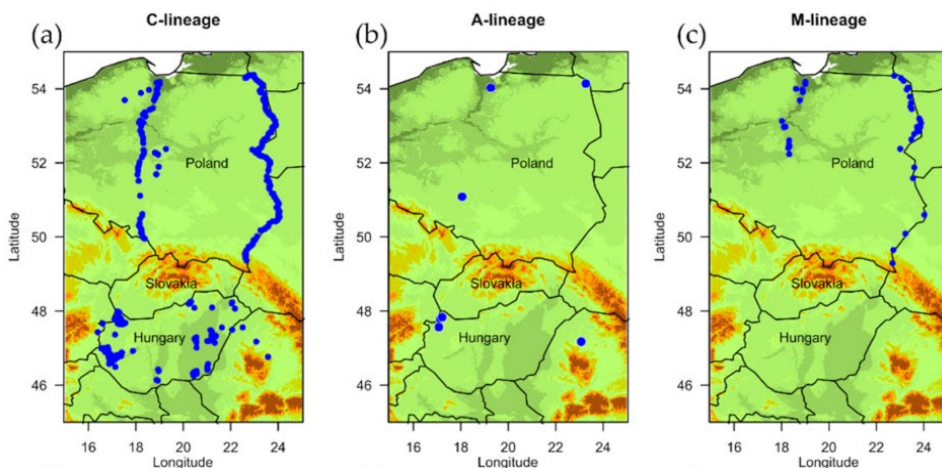 C-lineage
A-lineage
M-lineage
(a)
(b)
(c)
Latitude
54
52
50
48
46
Poland
Slovakia
Hungary
16 18 20 22 24
Longitude
Latitude
54
52
50
48
46
Poland
Slovakia
Hungary
16 18 20 22 24
Longitude
Latitude
54
52
50
48
46
Poland
Slovakia
Hungary
16 18 20 22 24
Longitude